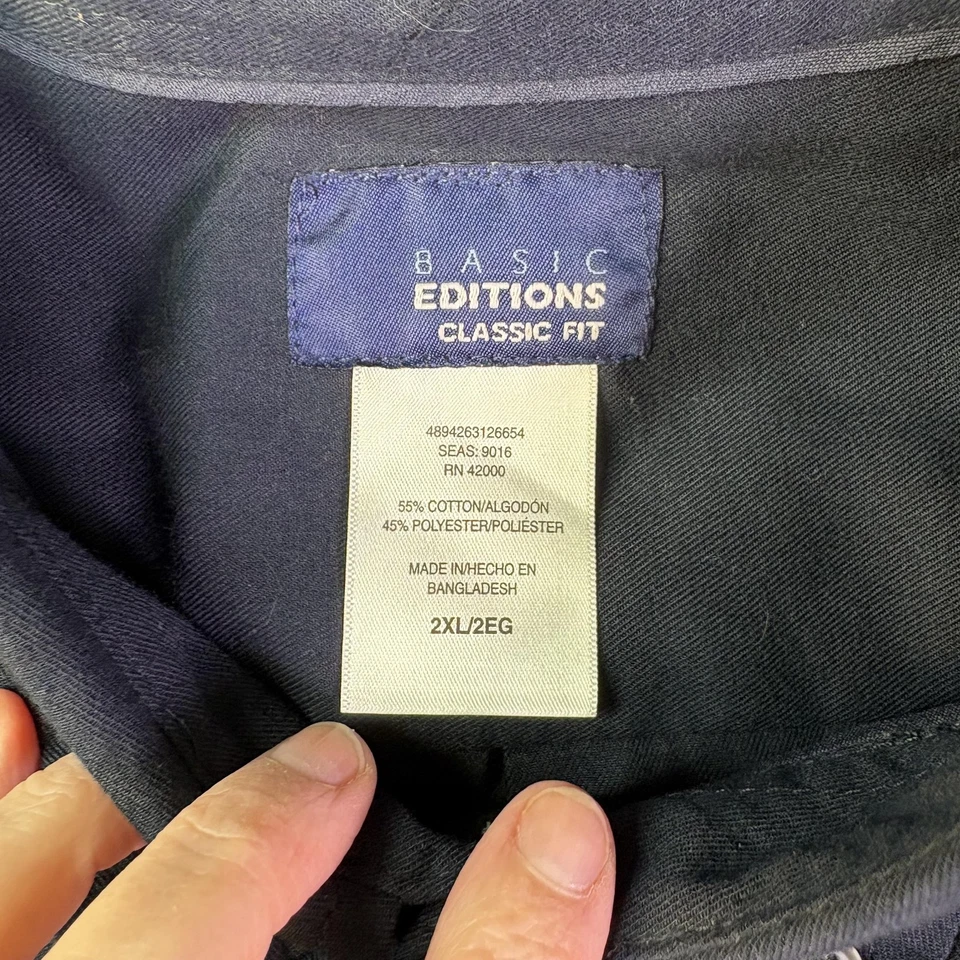 BASIC
EDITIONS
CLASSIC FIT
4894263126654
SEAS: 9016
RN 42000
55% COTTON/ALGODÓN
45% POLYESTER/POLIÉSTER
MADE IN/HECHO EN
BANGLADESH
2XL/2EG